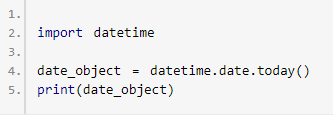 1.
2. import datetime
3.
4. date_object = datetime.date.today()
5. print(date_object)